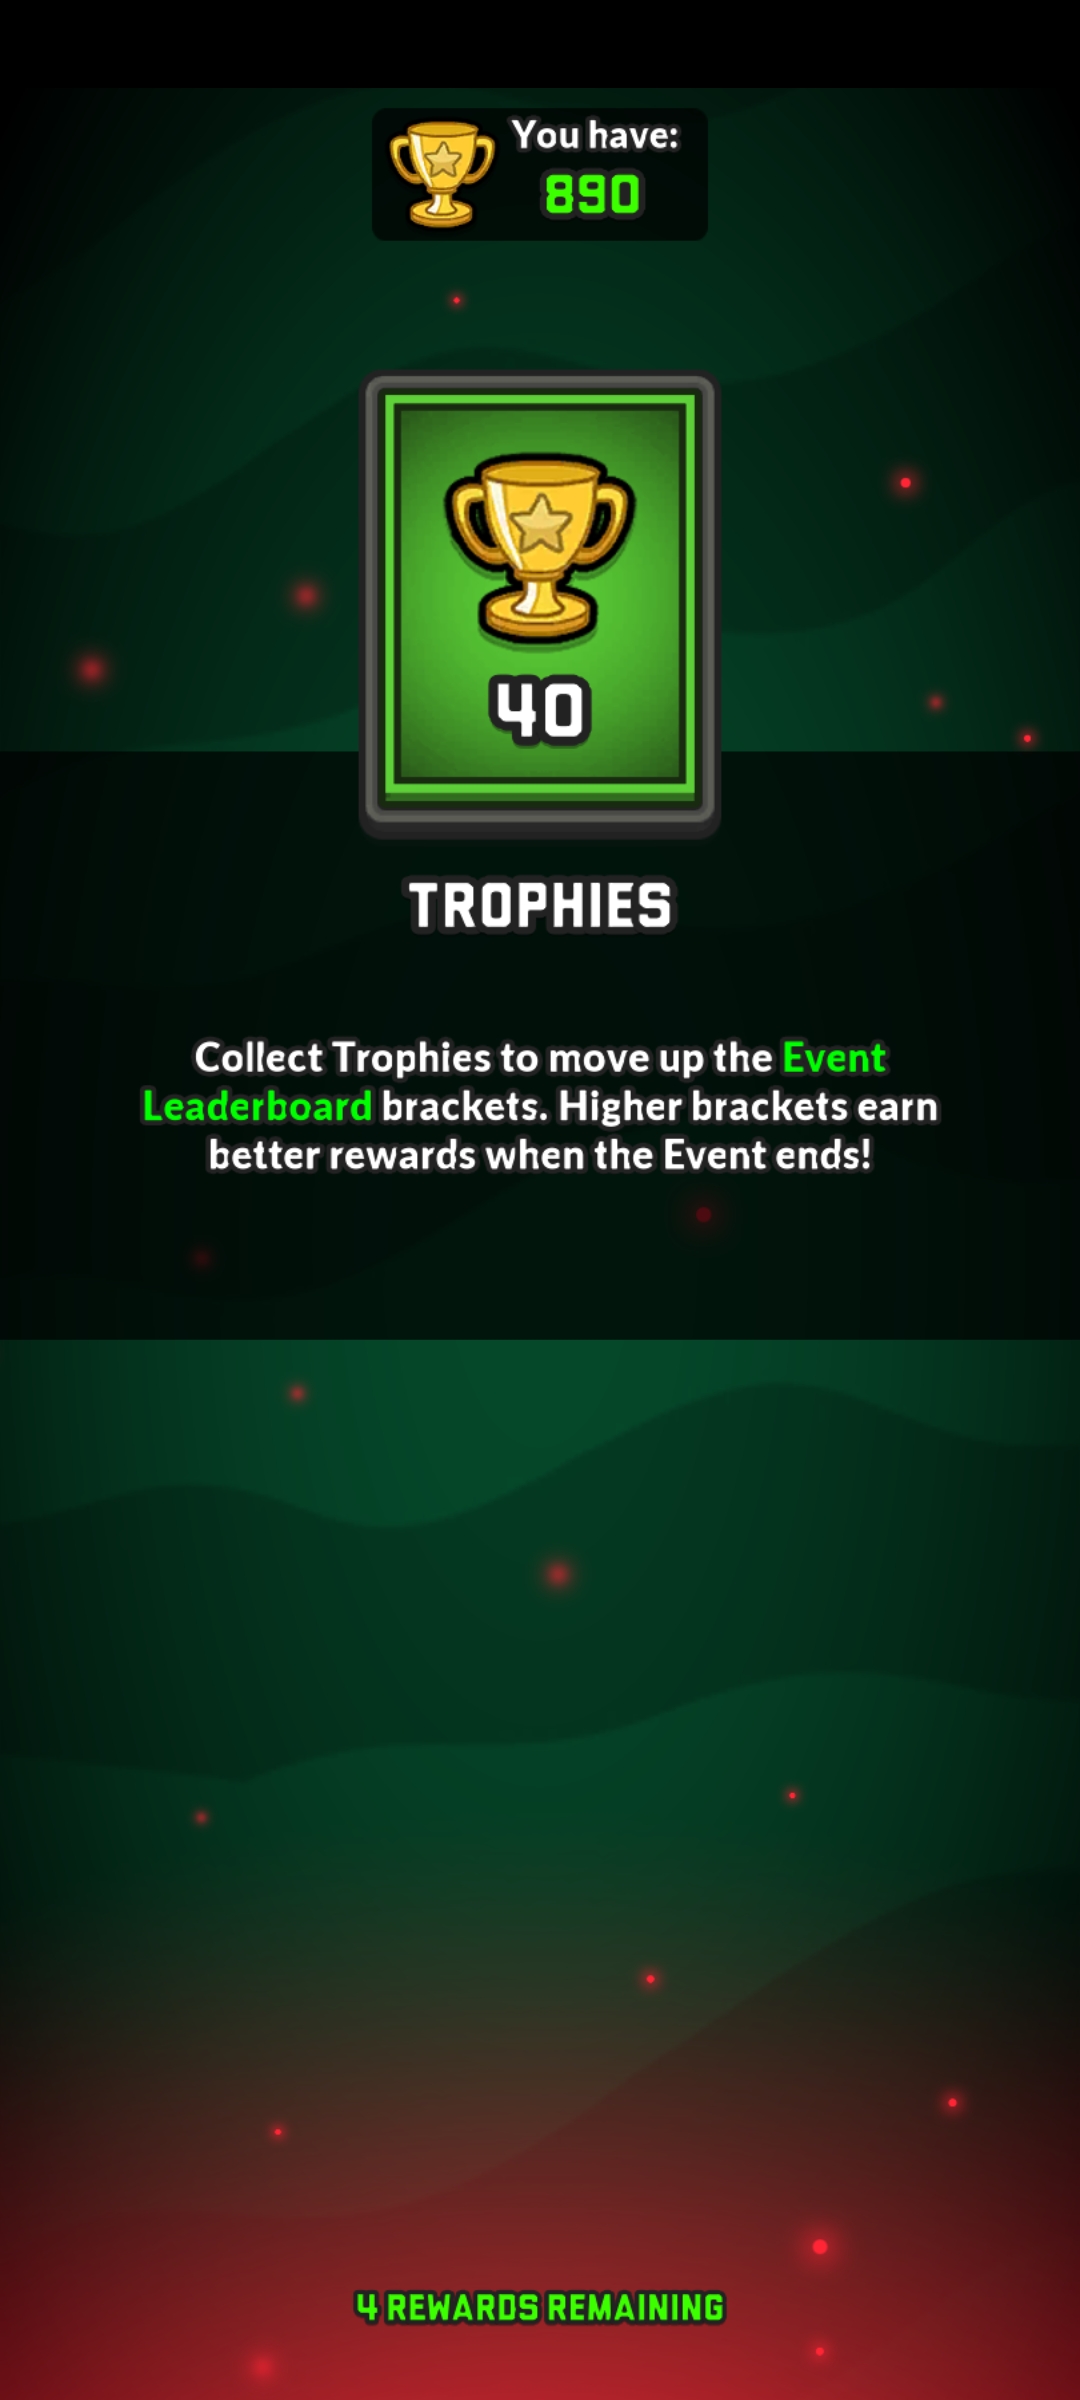 You have:
890
40
TROPHIES
Collect Trophies to move up the Event
Leaderboard brackets. Higher brackets earn
better rewards when the Event ends!
4 REWARDS REMAINING